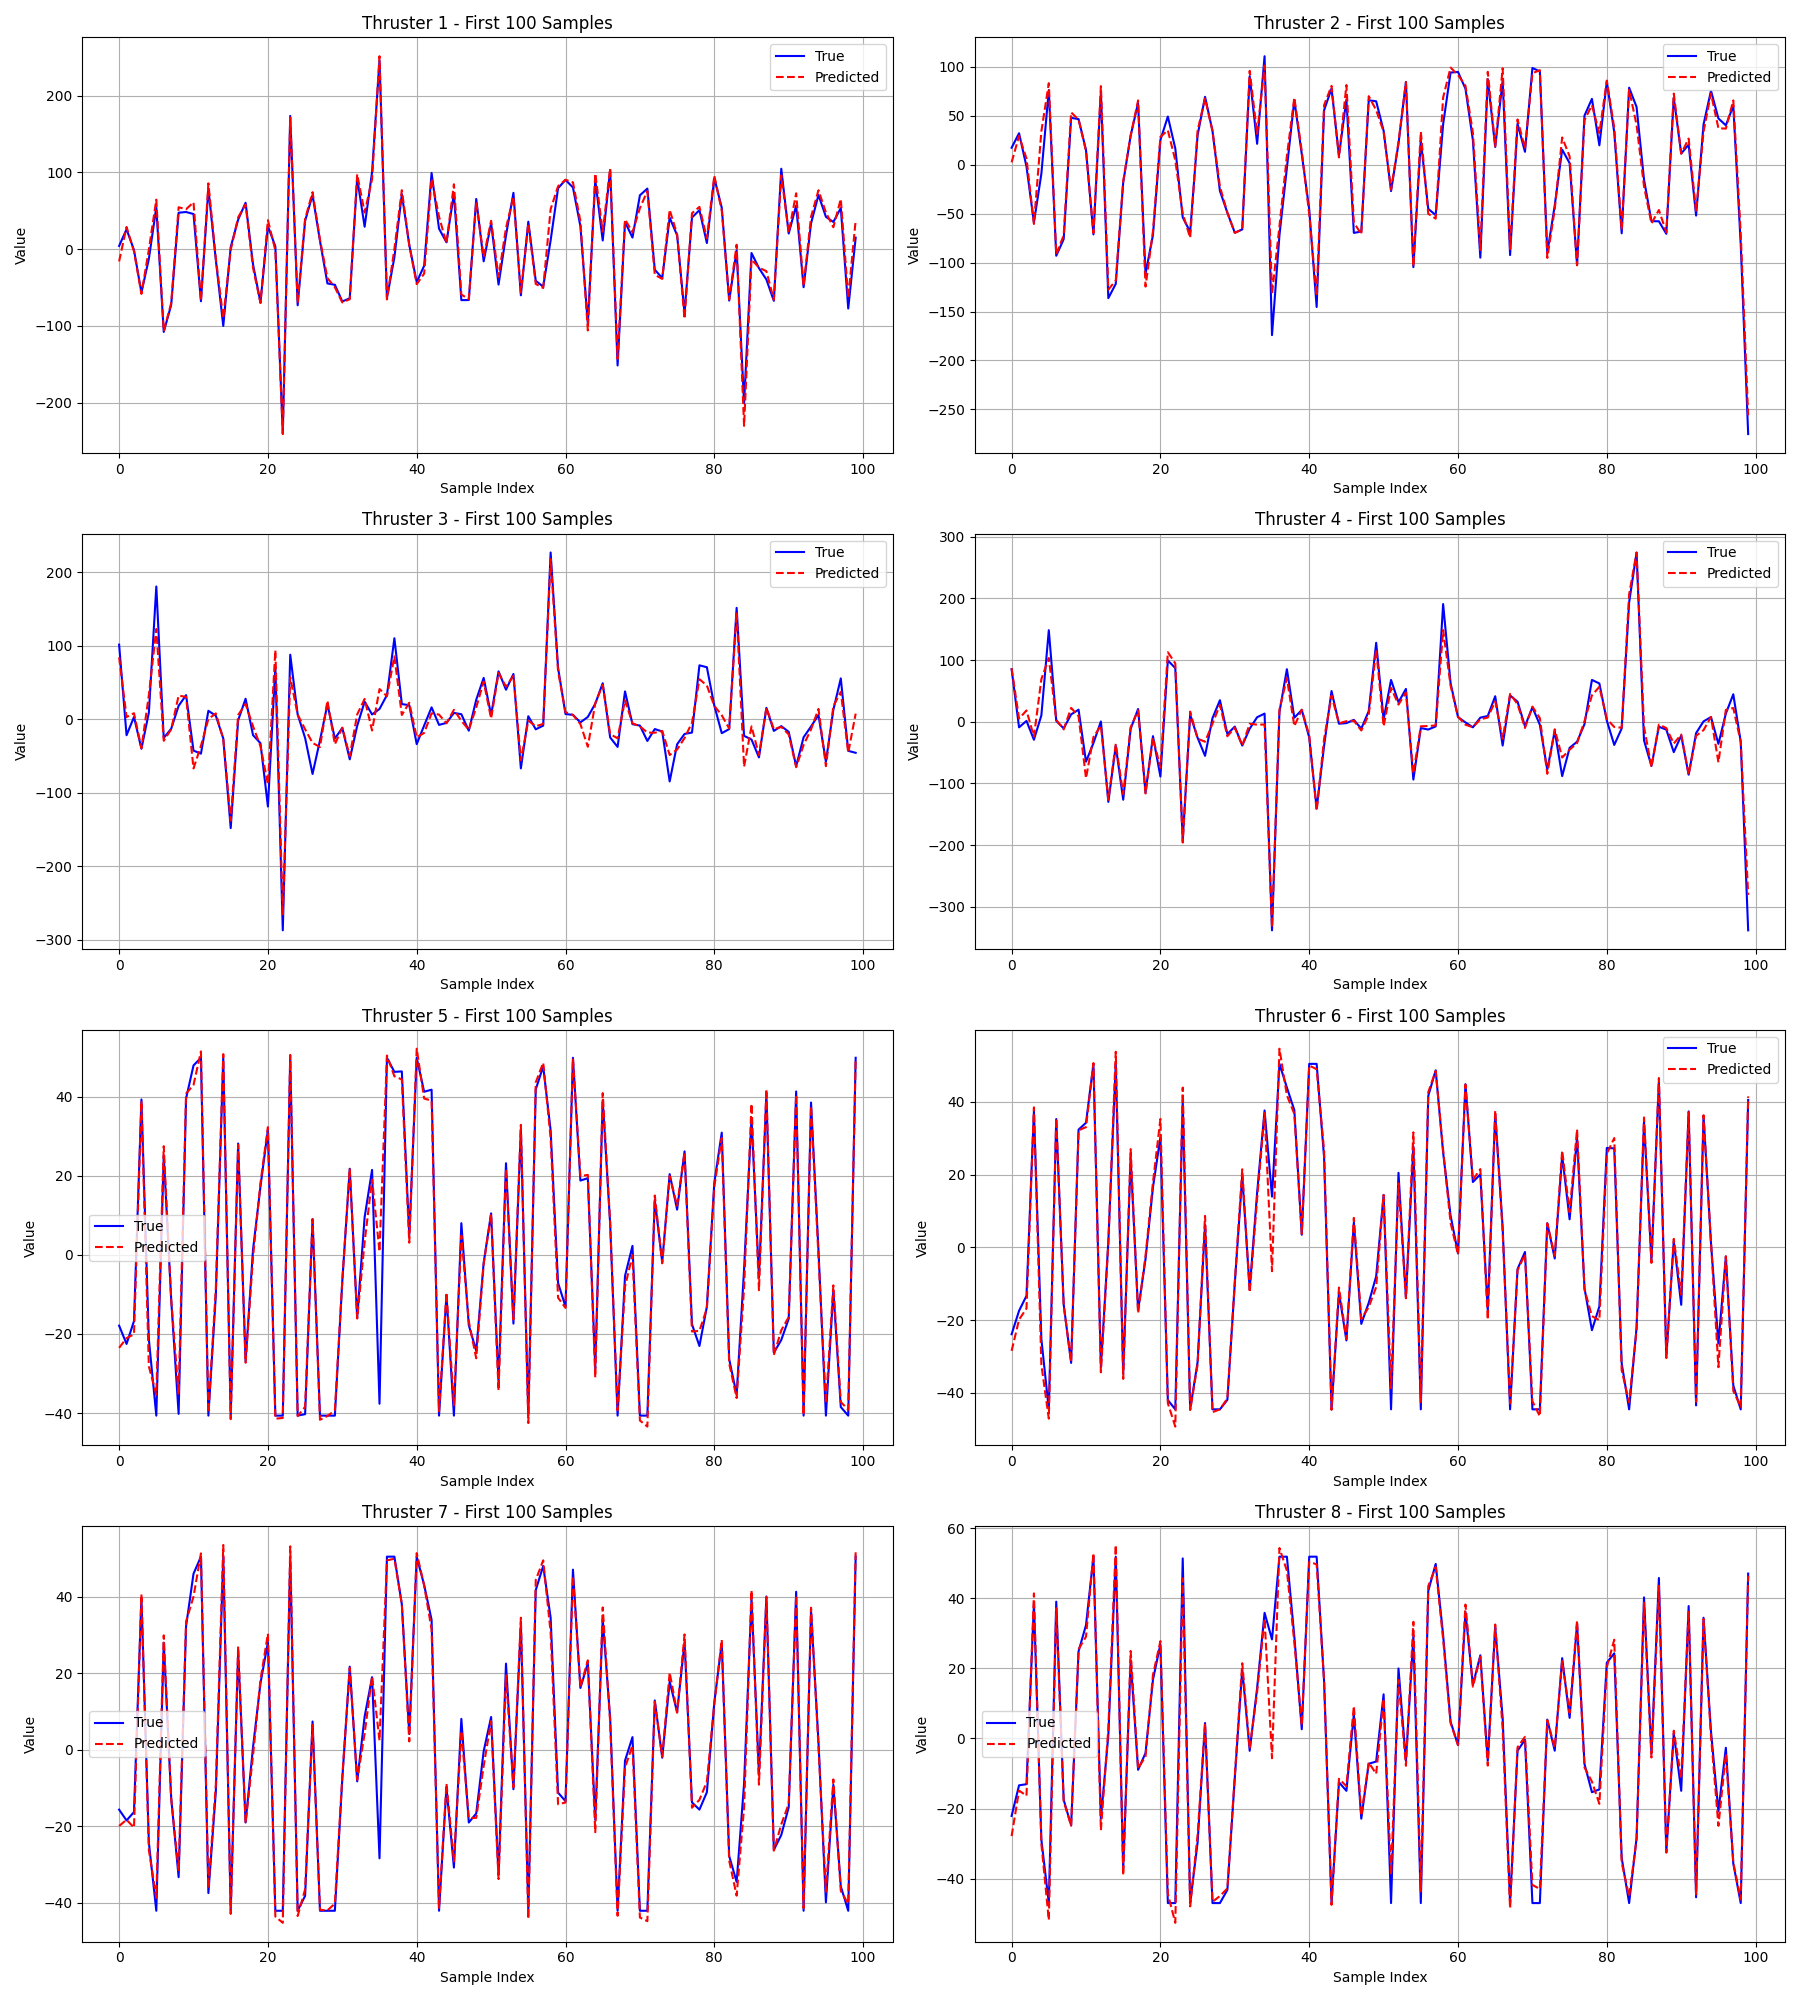 Thruster 1 - First 100 Samples
True
Predicted
Value
200
100
0
−100
−200
0 20 40 60 80 100
Sample Index
Thruster 2 - First 100 Samples
True
Predicted
Value
100
50
0
−50
−100
−150
−200
−250
0 20 40 60 80 100
Sample Index
Thruster 3 - First 100 Samples
True
Predicted
Value
200
100
0
−100
−200
−300
0 20 40 60 80 100
Sample Index
Thruster 4 - First 100 Samples
True
Predicted
Value
300
200
100
0
−100
−200
−300
0 20 40 60 80 100
Sample Index
Thruster 5 - First 100 Samples
True
Predicted
Value
40
20
0
−20
−40
0 20 40 60 80 100
Sample Index
Thruster 6 - First 100 Samples
True
Predicted
Value
40
20
0
−20
−40
0 20 40 60 80 100
Sample Index
Thruster 7 - First 100 Samples
True
Predicted
Value
40
20
0
−20
−40
0 20 40 60 80 100
Sample Index
Thruster 8 - First 100 Samples
True
Predicted
Value
60
40
20
0
−20
−40
0 20 40 60 80 100
Sample Index